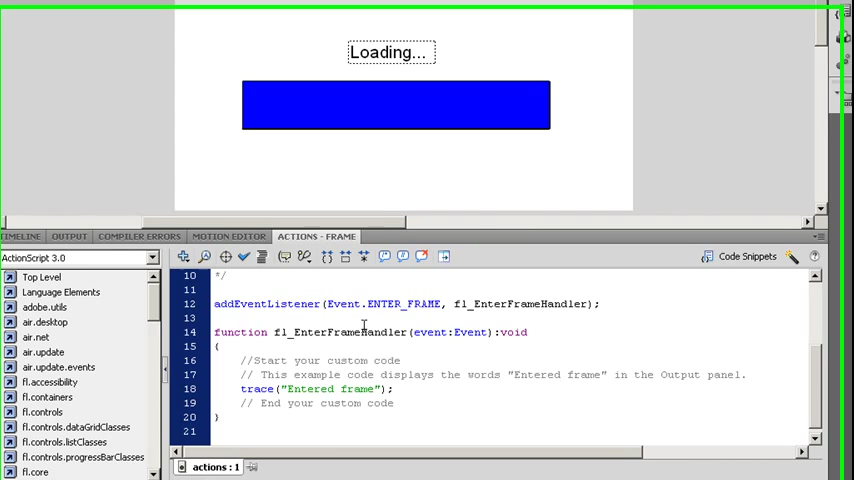 Loading...
TIMELINE OUTPUT COMPILER ERRORS MOTION EDITOR ACTIONS - FRAME
ActionScript 3.0
Code Snippets
Top Level
Language Elements
adobe.utils
air.desktop
air.net
air.update
air.update.events
fl.accessibility
fl.containers
fl.controls
fl.controls.dataGridClasses
fl.controls.listClasses
fl.controls.progressBarClasses
fl.core
10 */
11
12 addEventListener(Event.ENTER_FRAME, fl_EnterFrameHandler);
13
14 function fl_EnterFrameHandler(event:Event):void
15 {
16 //Start your custom code
17 // This example code displays the words "Entered frame" in the Output panel.
18 trace("Entered frame");
19 // End your custom code
20 }
21
actions : 1